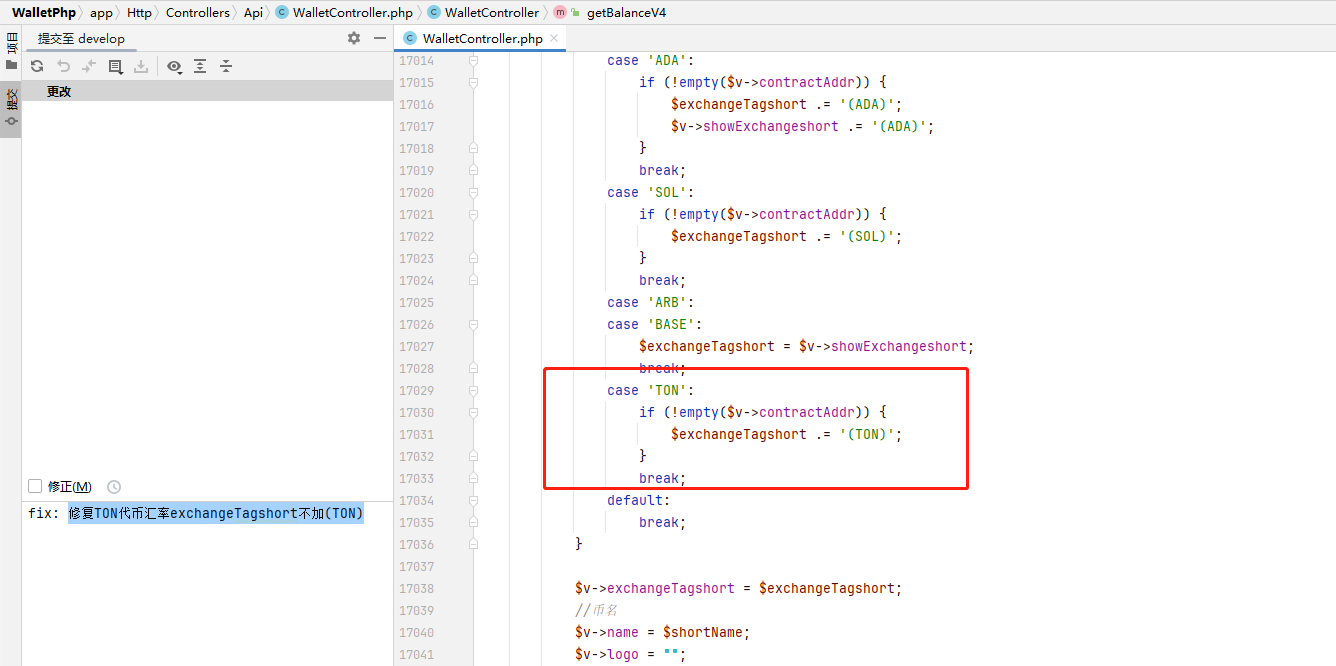 WalletPhp app Http Controllers Api WalletController.php WalletController getBalanceV4
项目
提交
提交至 develop
更改
修正(M)
fix: 修复TON代币汇率exchangeTagshort不加(TON)
WalletController.php
17014 case 'ADA':
17015 if (!empty($v->contractAddr)) {
17016 $exchangeTagshort .= '(ADA)';
17017 $v->showExchangeshort .= '(ADA)';
17018 }
17019 break;
17020 case 'SOL':
17021 if (!empty($v->contractAddr)) {
17022 $exchangeTagshort .= '(SOL)';
17023 }
17024 break;
17025 case 'ARB':
17026 case 'BASE':
17027 $exchangeTagshort = $v->showExchangeshort;
17028 break;
17029 case 'TON':
17030 if (!empty($v->contractAddr)) {
17031 $exchangeTagshort .= '(TON)';
17032 }
17033 break;
17034 default:
17035 break;
17036 }
17037
17038 $v->exchangeTagshort = $exchangeTagshort;
17039 //币名
17040 $v->name = $shortName;
17041 $v->logo = "";